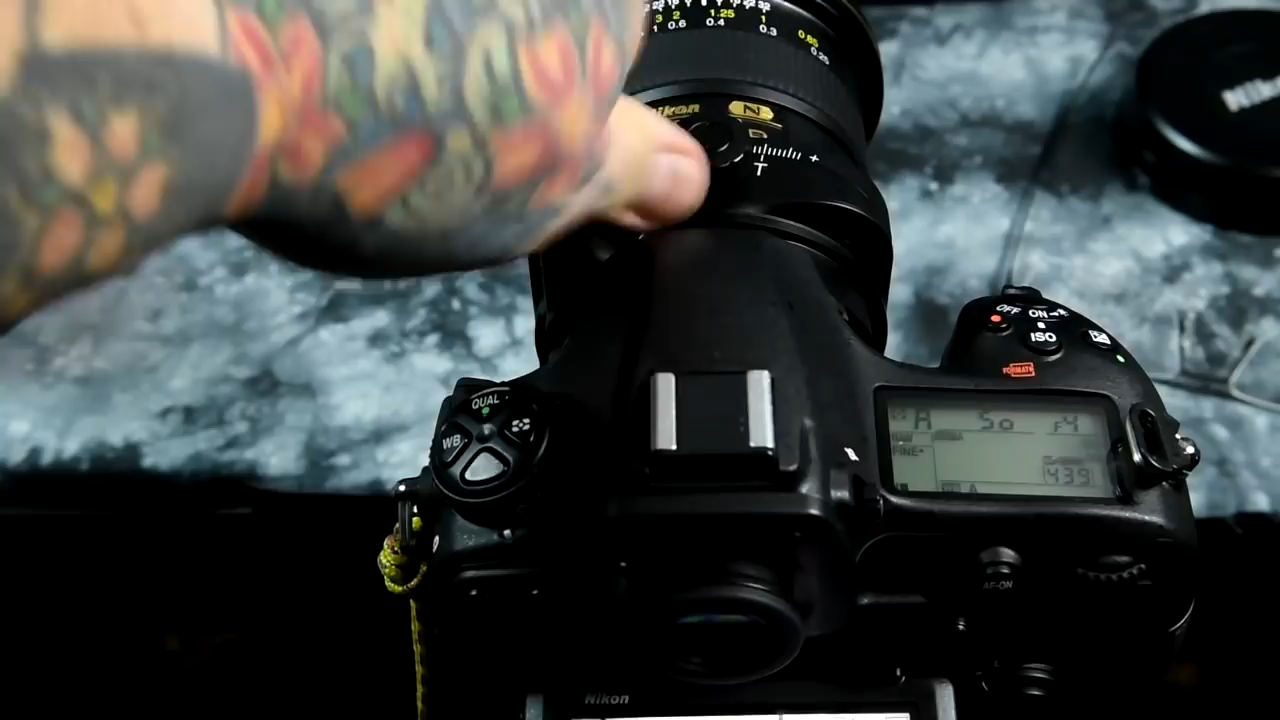 3 2 1.25 1 0.85
1 0.6 0.4 0.3 0.25
Nikon N
D
+
T
Nikon
OFF ON
ISO
FORMAT
QUAL
WB
A 50 F4
FINE
439
A
AF-ON
Nikon